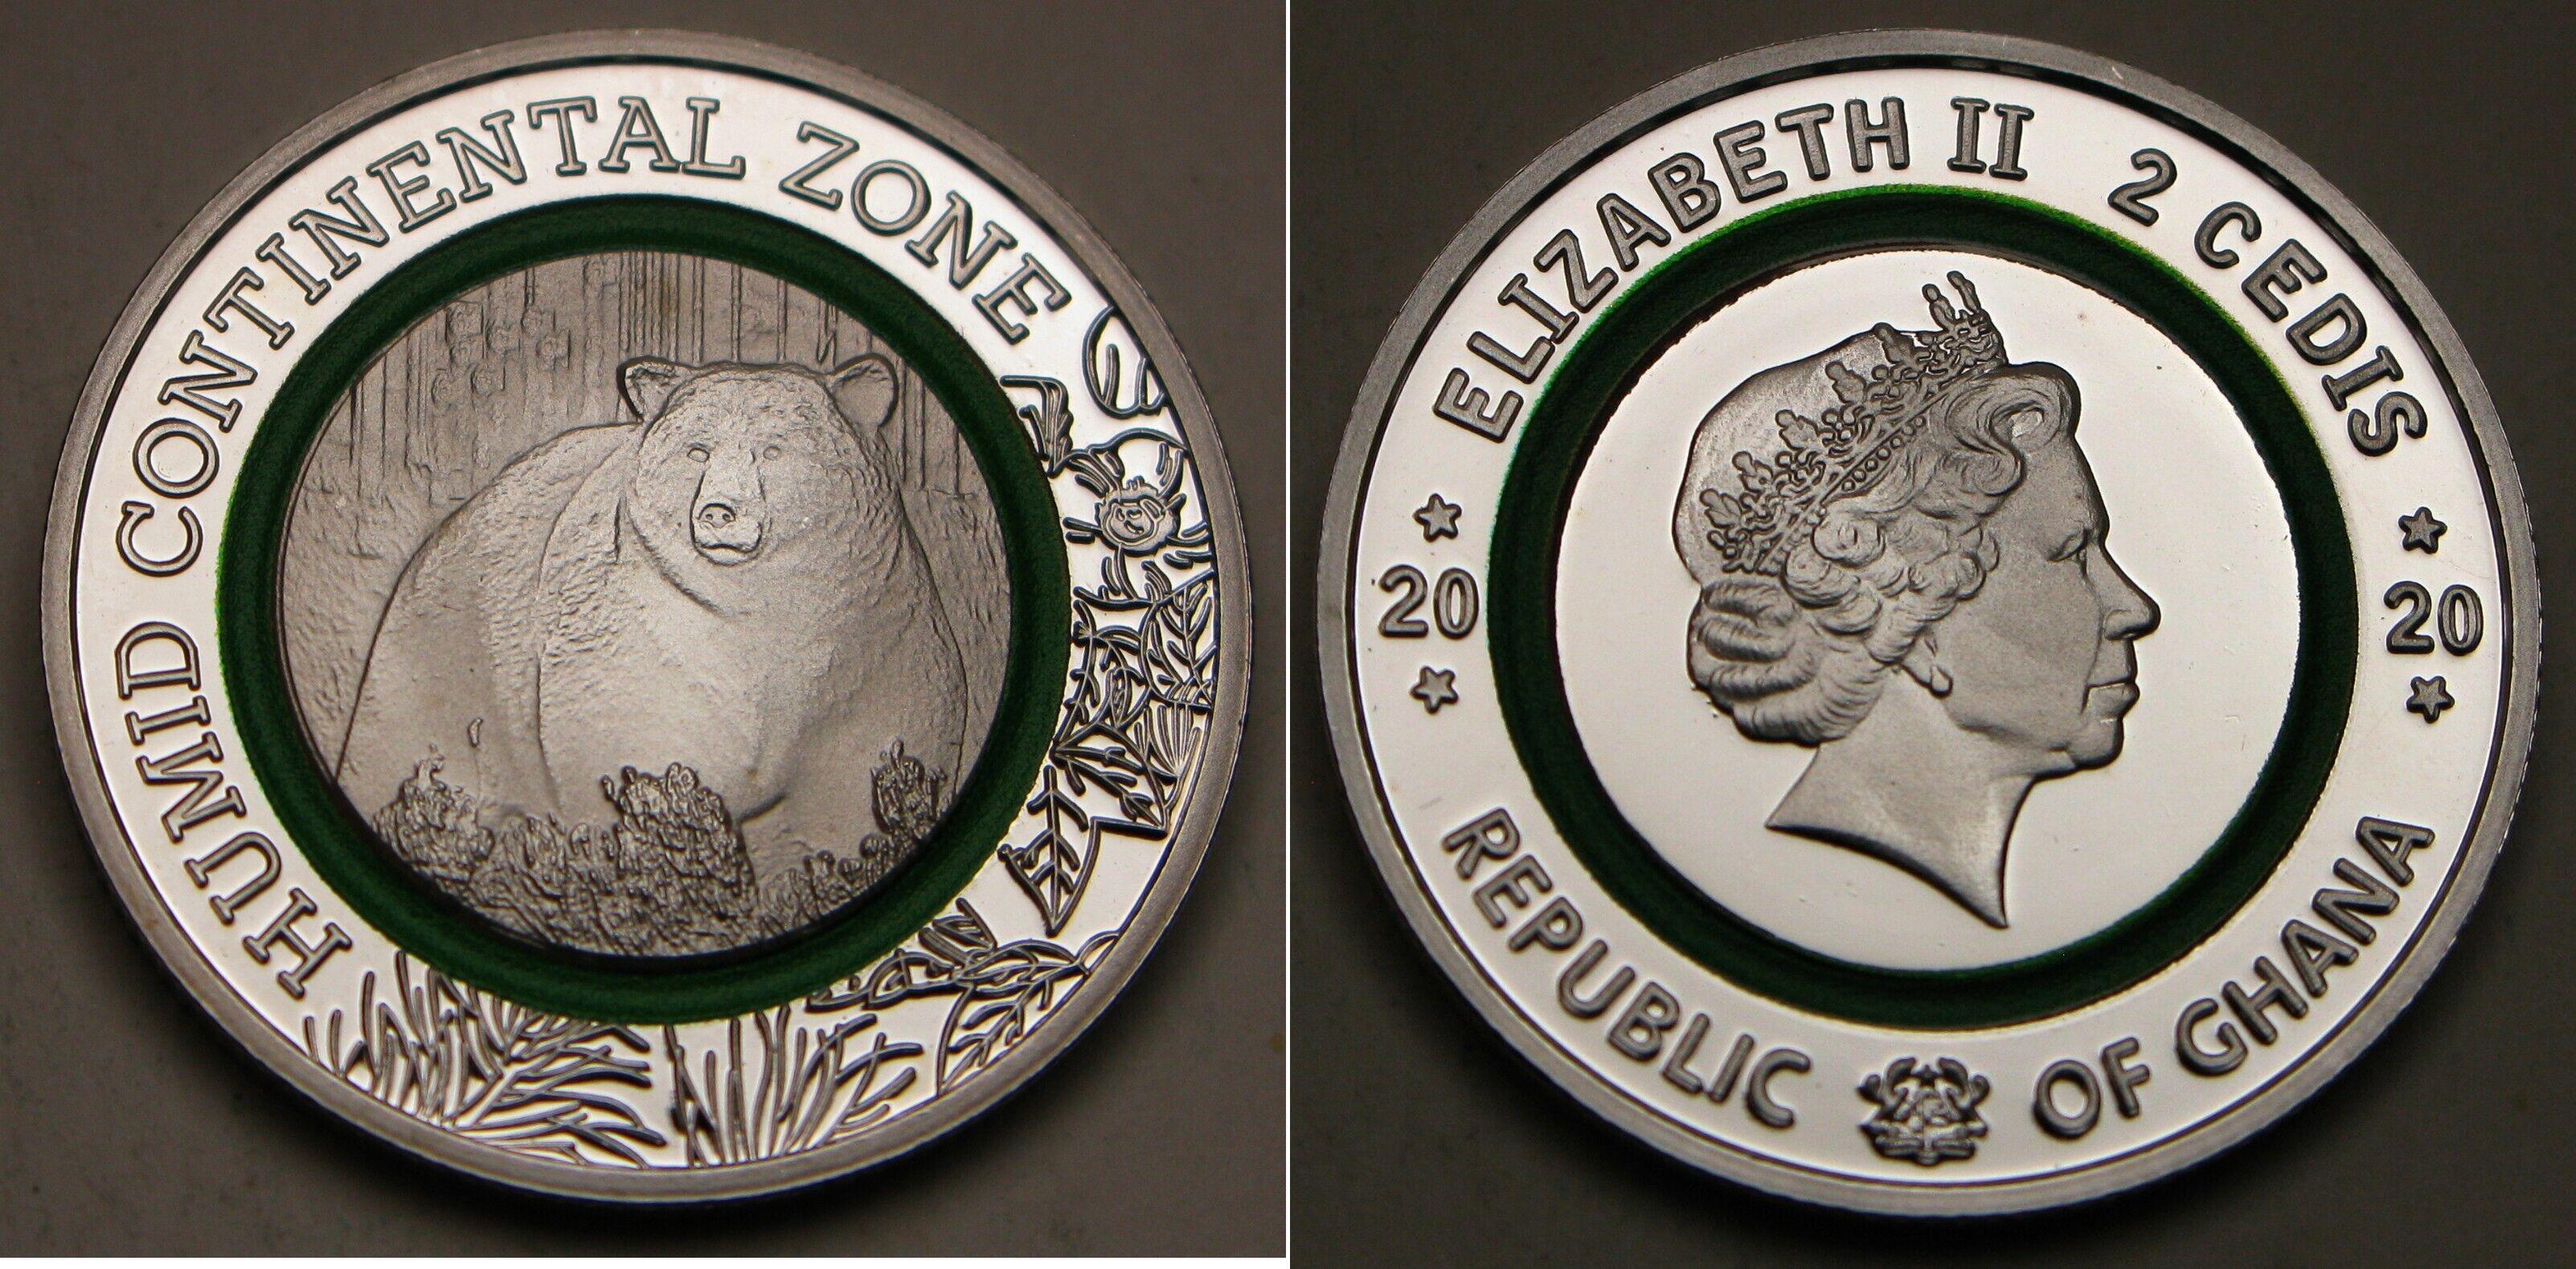 HUMID CONTINENTAL ZONE
ELIZABETH II 2 CEDIS
20 20
REPUBLIC OF GHANA